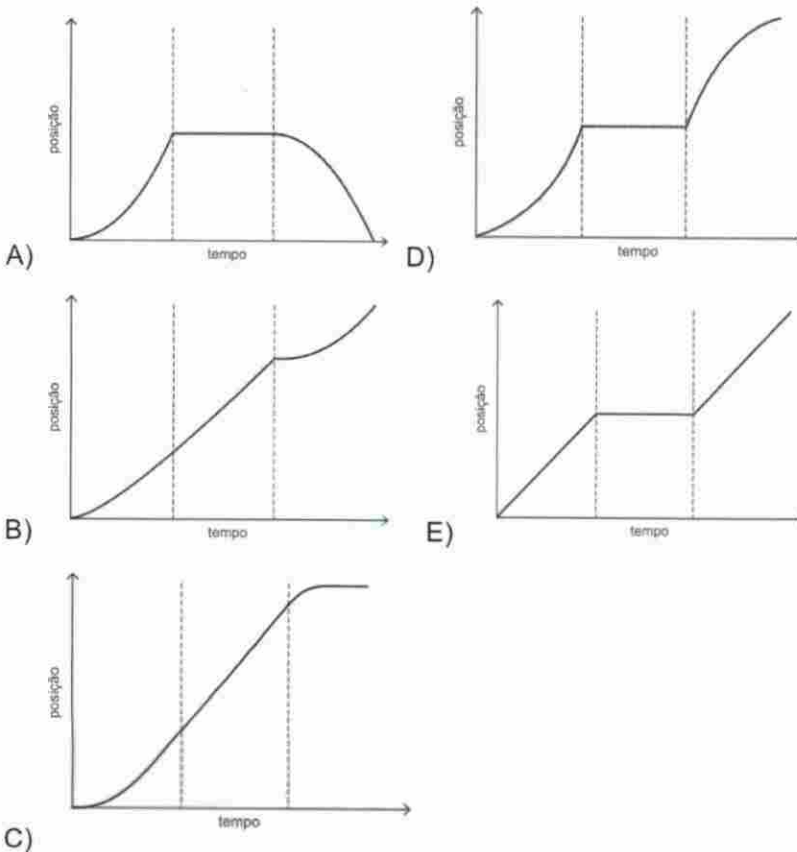 posição
tempo
A)
posição
tempo
B)
posição
tempo
C)
posição
tempo
D)
posição
tempo
E)